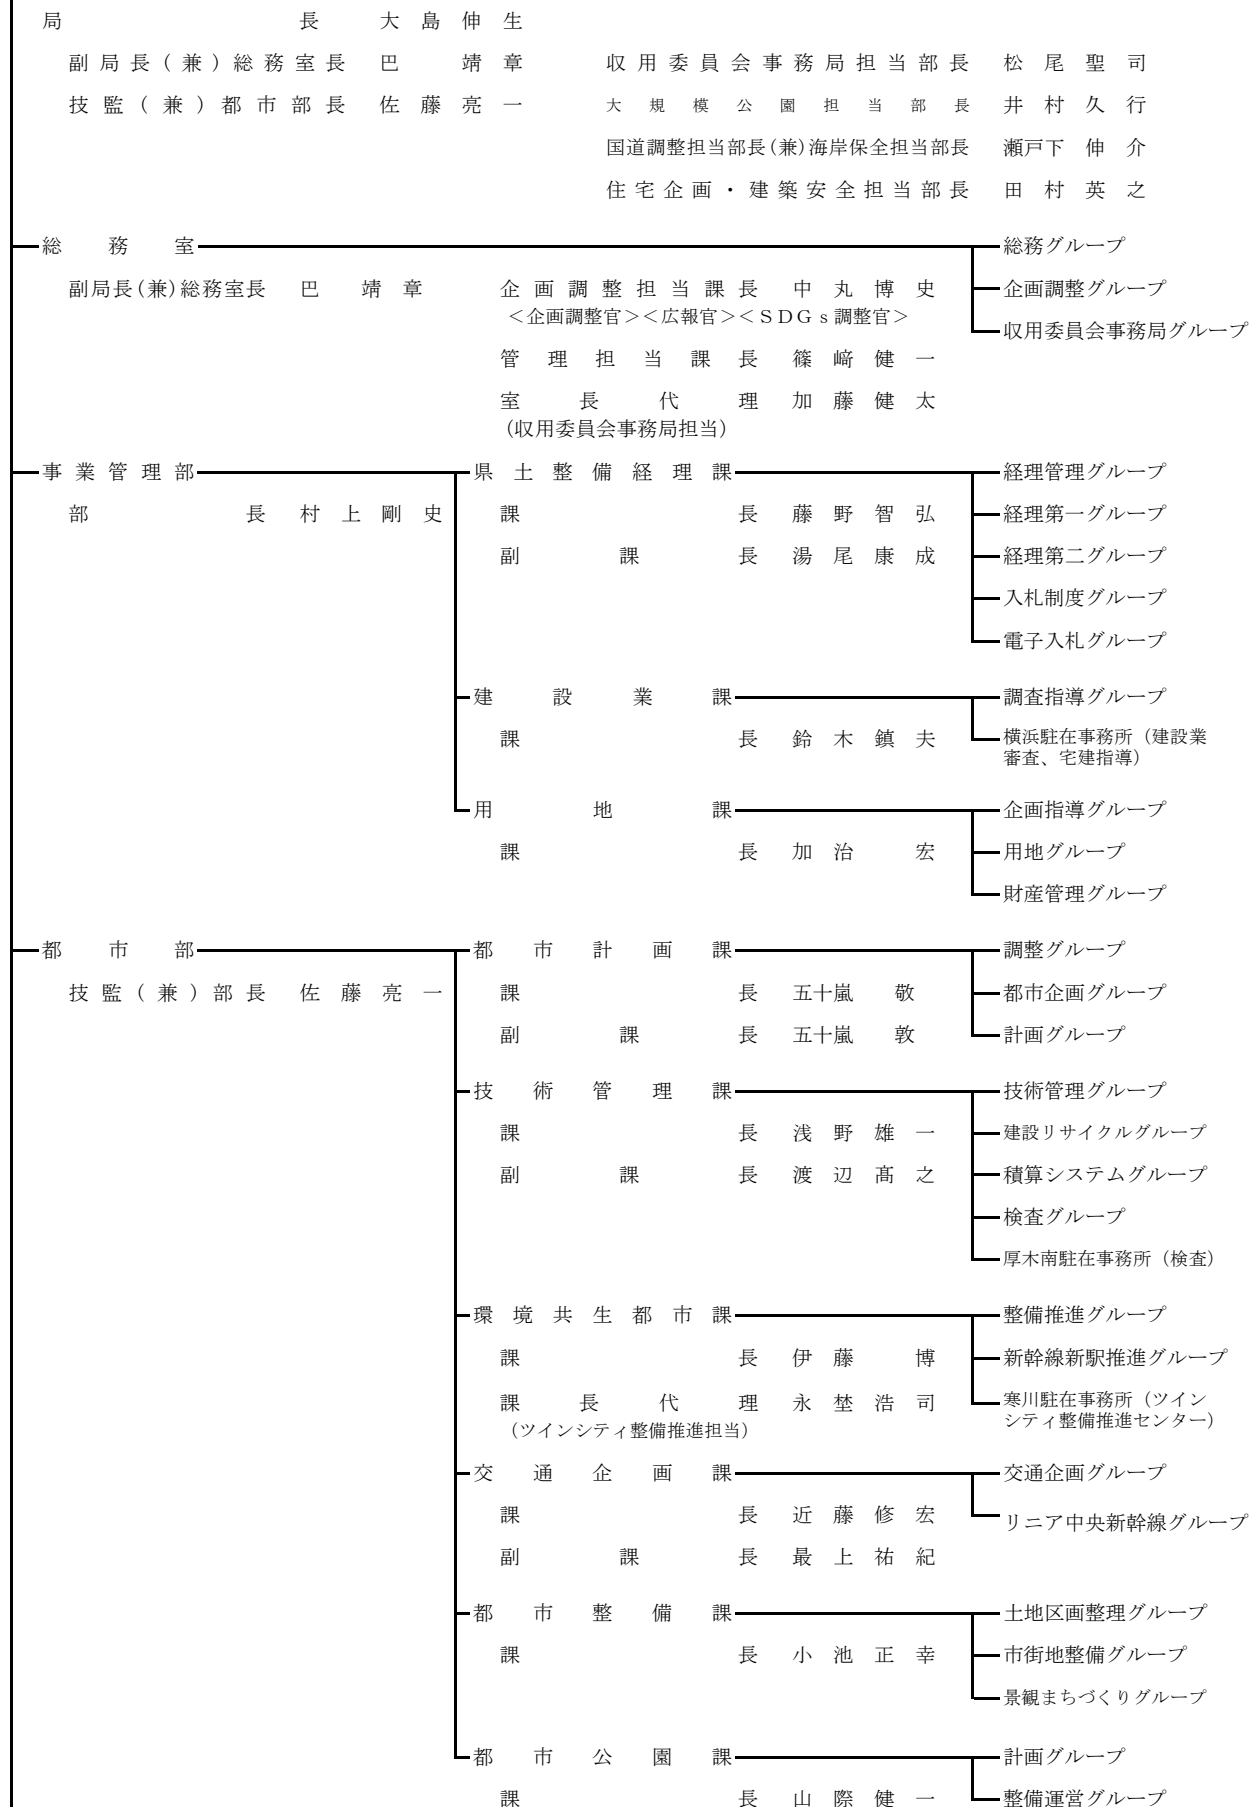 局長 大島伸生
副局長(兼)総務室長 巴 靖章 収用委員会事務局担当部長 松尾聖司
技監(兼)都市部長 佐藤亮一 大規模公園担当部長 井村久行
国道調整担当部長(兼)海岸保全担当部長 瀬戸下 伸介
住宅企画・建築安全担当部長 田村英之
総務室 総務グループ
副局長(兼)総務室長 巴 靖章 企画調整担当課長 中丸博史 企画調整グループ
＜企画調整官＞＜広報官＞＜ＳＤＧｓ調整官＞
収用委員会事務局グループ
管理担当課長 篠﨑健一
室長代理 加藤健太
(収用委員会事務局担当)
事業管理部 県土整備経理課 経理管理グループ
部長 村上剛史 課長 藤野智弘 経理第一グループ
副課長 湯尾康成 経理第二グループ
入札制度グループ
電子入札グループ
建設業課 調査指導グループ
課長 鈴木鎮夫 横浜駐在事務所（建設業
審査、宅建指導）
用地課 企画指導グループ
課長 加治 宏 用地グループ
財産管理グループ
都市部 都市計画課 調整グループ
技監(兼)部長 佐藤亮一 課長 五十嵐 敬 都市企画グループ
副課長 五十嵐 敦 計画グループ
技術管理課 技術管理グループ
課長 浅野雄一 建設リサイクルグループ
副課長 渡辺髙之 積算システムグループ
検査グループ
厚木南駐在事務所（検査）
環境共生都市課 整備推進グループ
課長 伊藤 博 新幹線新駅推進グループ
課長代理 永埜浩司 寒川駐在事務所（ツイン
シティ整備推進センター）
（ツインシティ整備推進担当）
交通企画課 交通企画グループ
課長 近藤修宏 リニア中央新幹線グループ
副課長 最上祐紀
都市整備課 土地区画整理グループ
課長 小池正幸 市街地整備グループ
景観まちづくりグループ
都市公園課 計画グループ
課長 山際健一 整備運営グループ